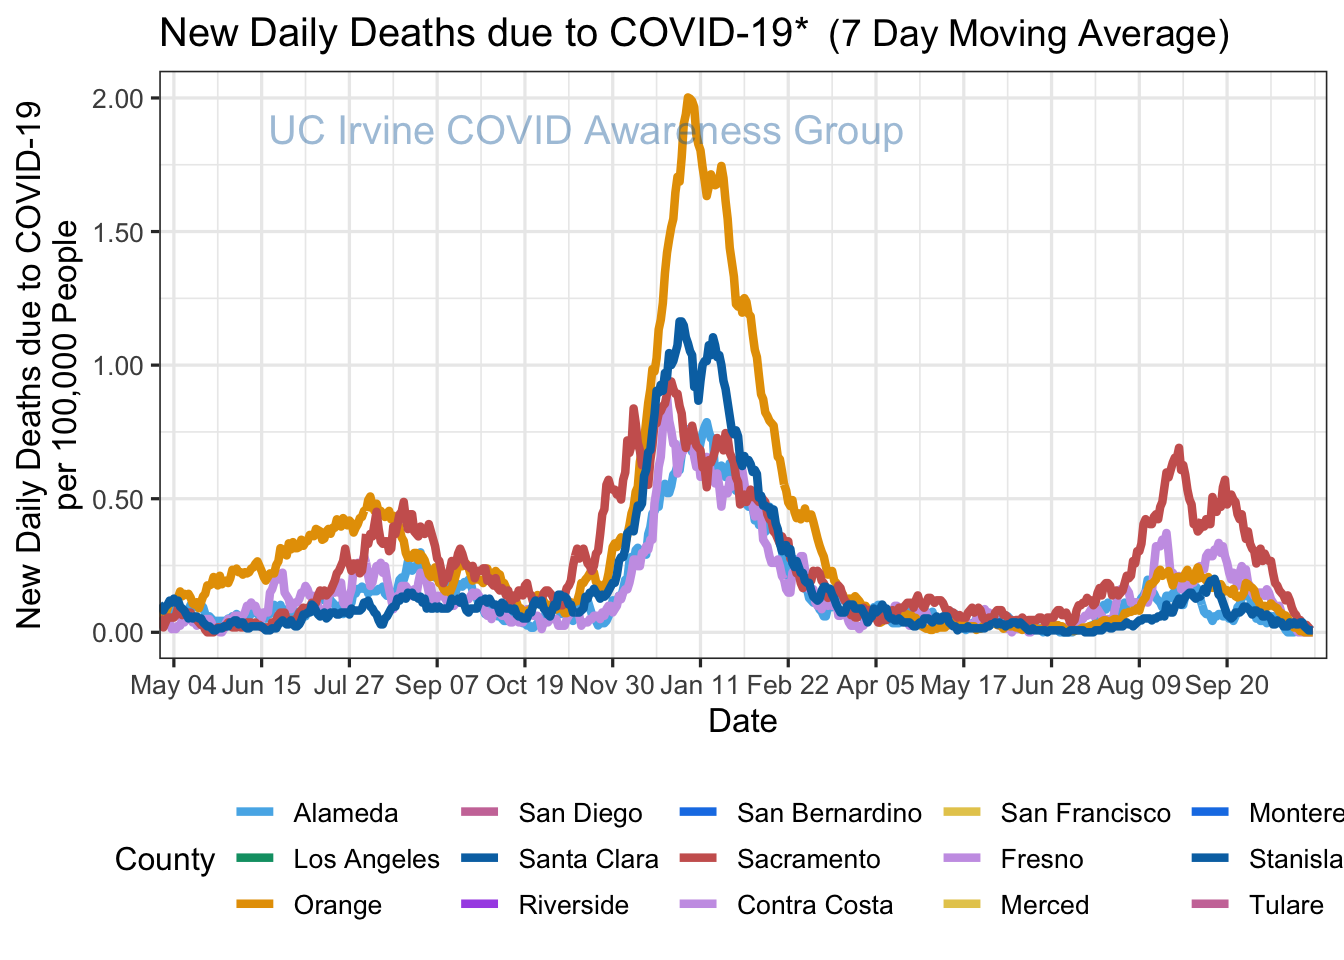 New Daily Deaths due to COVID-19* (7 Day Moving Average)
UC Irvine COVID Awareness Group
New Daily Deaths due to COVID-19
per 100,000 People
2.00
1.50
1.00
0.50
0.00
May 04 Jun 15 Jul 27 Sep 07 Oct 19 Nov 30 Jan 11 Feb 22 Apr 05 May 17 Jun 28 Aug 09 Sep 20
Date
County
Alameda San Diego San Bernardino San Francisco Montere
Los Angeles Santa Clara Sacramento Fresno Stanisla
Orange Riverside Contra Costa Merced Tulare